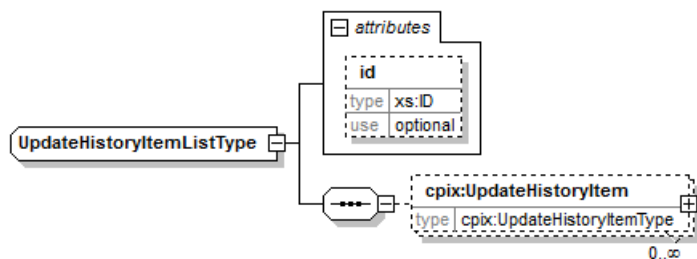 attributes
id
type xs:ID
use optional
UpdateHistoryItemListType
cpix:UpdateHistoryItem
type cpix:UpdateHistoryItemType
0..∞